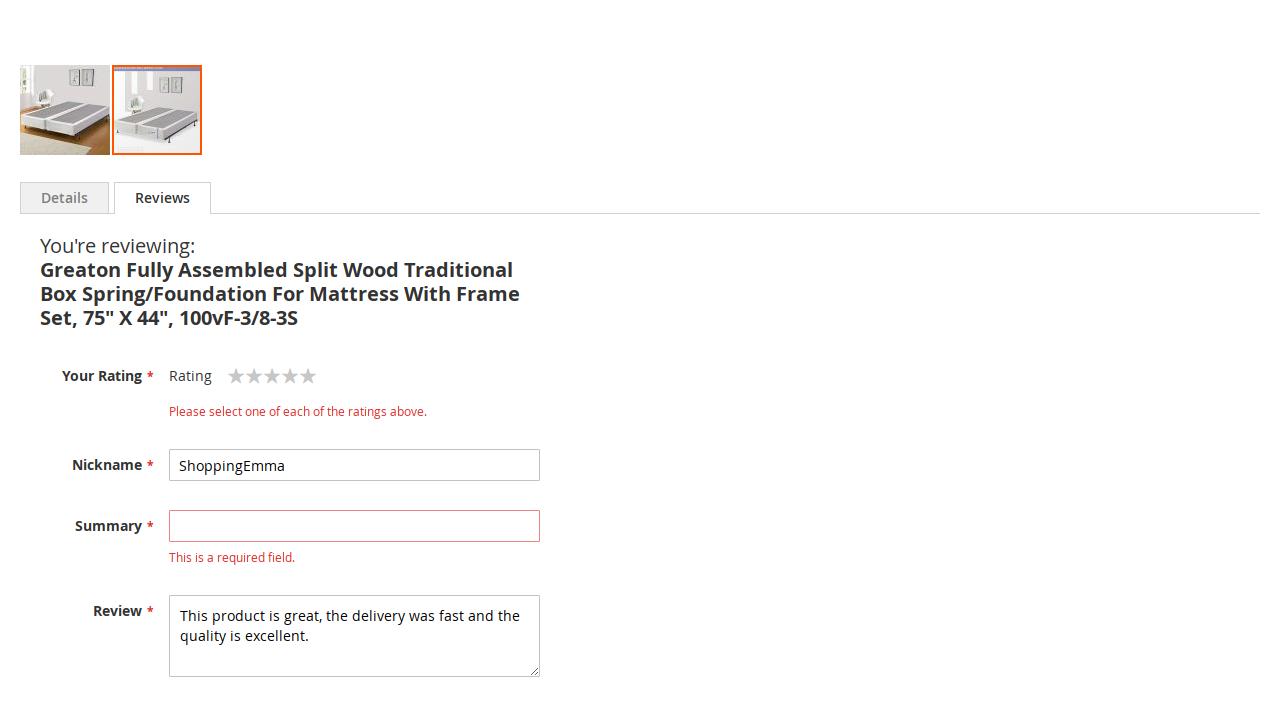 Details
Reviews
You're reviewing:
Greaton Fully Assembled Split Wood Traditional
Box Spring/Foundation For Mattress With Frame
Set, 75" X 44", 100vF-3/8-3S
Your Rating *
Rating
Please select one of each of the ratings above.
Nickname *
ShoppingEmma
Summary *
This is a required field.
Review *
This product is great, the delivery was fast and the
quality is excellent.